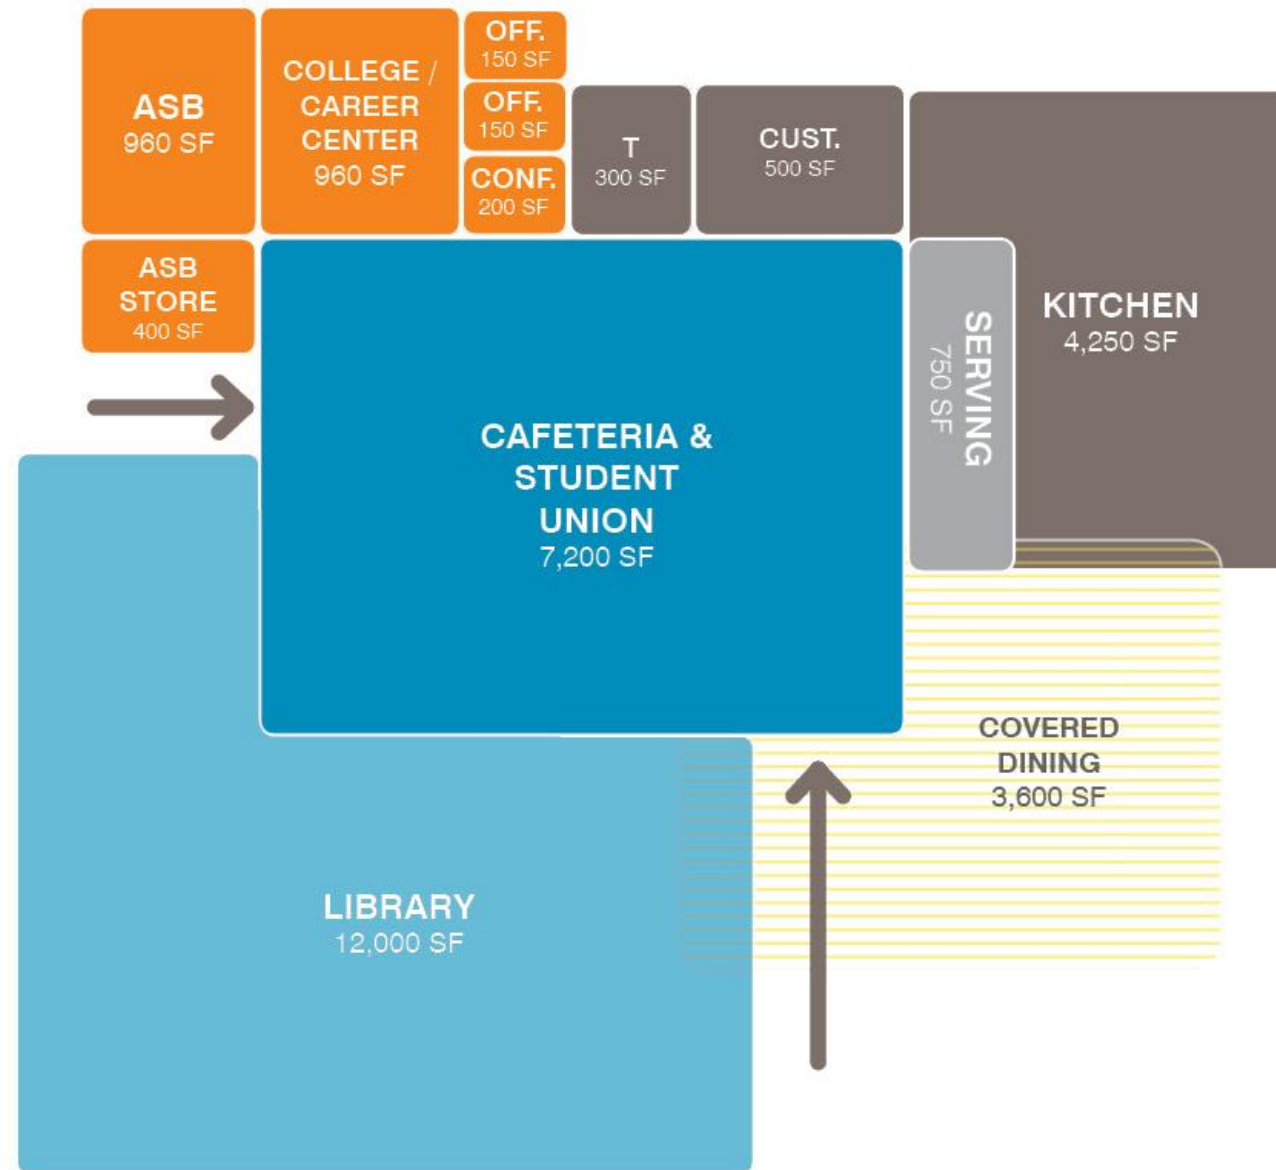 ASB
960 SF
COLLEGE /
CAREER
CENTER
960 SF
OFF.
150 SF
OFF.
150 SF
CONF.
200 SF
T
300 SF
CUST.
500 SF
ASB
STORE
400 SF
CAFETERIA &
STUDENT
UNION
7,200 SF
SERVING
750 SF
KITCHEN
4,250 SF
COVERED
DINING
3,600 SF
LIBRARY
12,000 SF